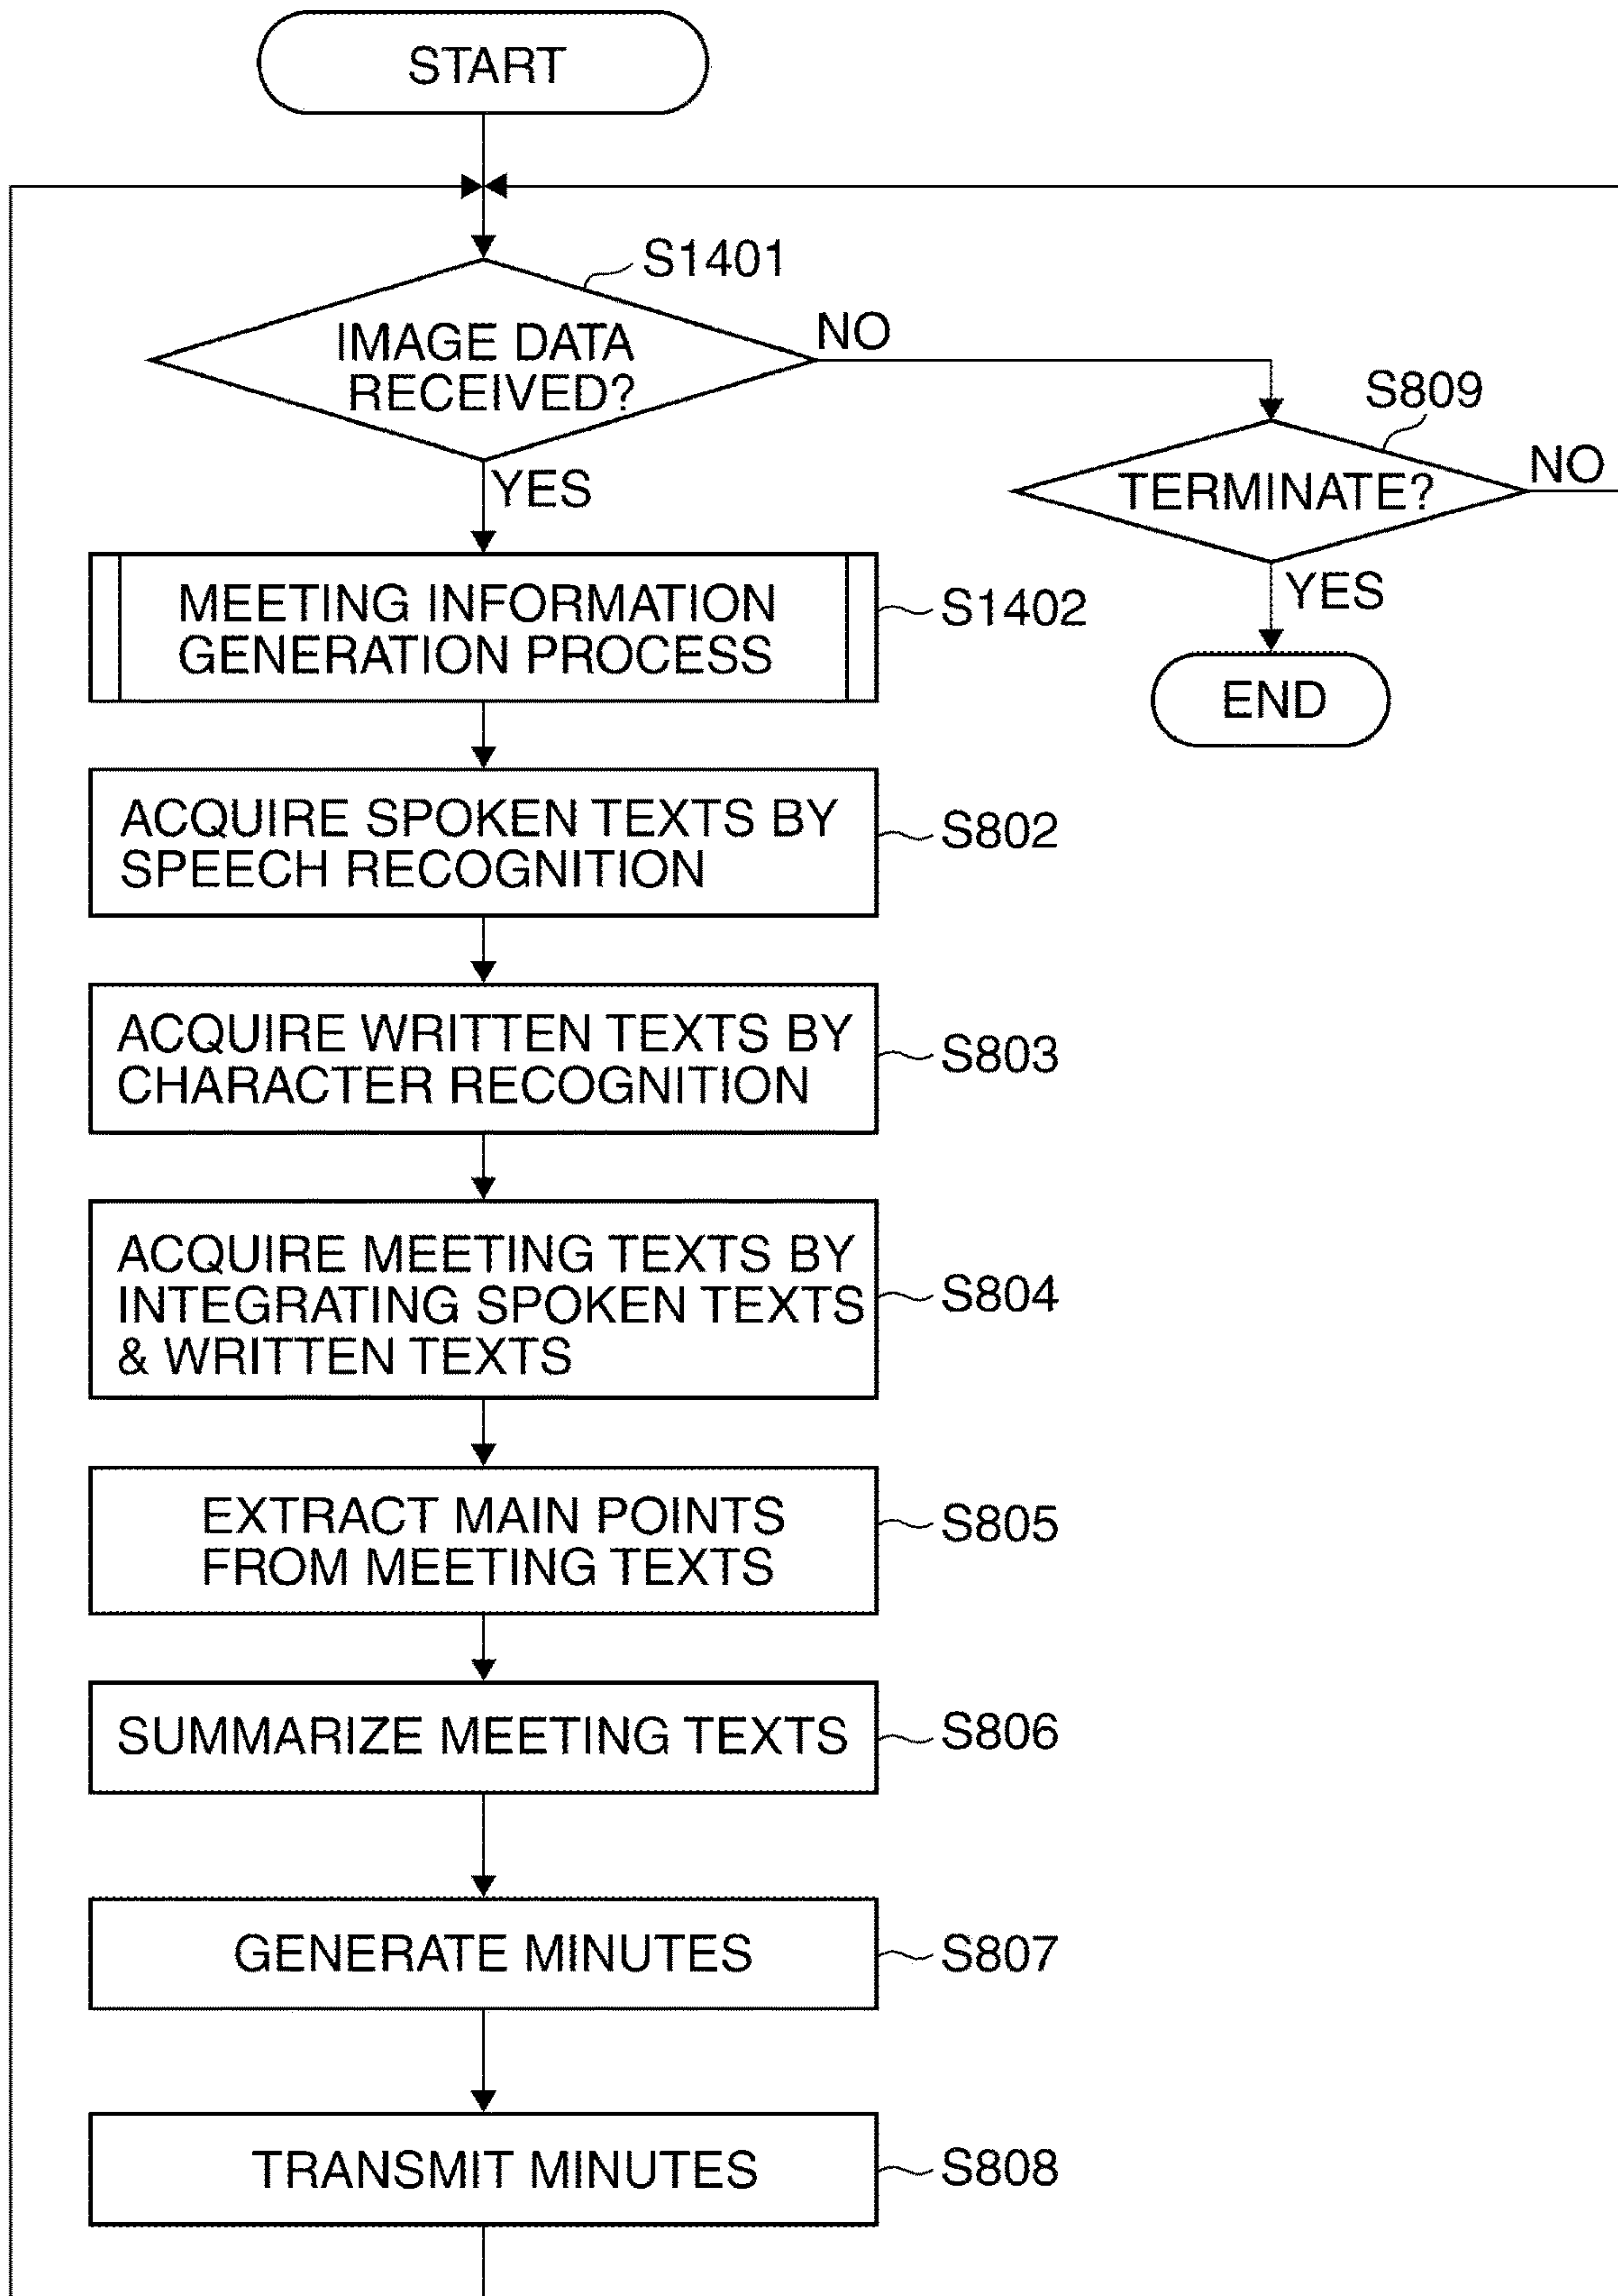 START
S1401
IMAGE DATA
RECEIVED?
NO
YES
S809
TERMINATE?
NO
YES
END
MEETING INFORMATION
GENERATION PROCESS
S1402
ACQUIRE SPOKEN TEXTS BY
SPEECH RECOGNITION
S802
ACQUIRE WRITTEN TEXTS BY
CHARACTER RECOGNITION
S803
ACQUIRE MEETING TEXTS BY
INTEGRATING SPOKEN TEXTS
& WRITTEN TEXTS
S804
EXTRACT MAIN POINTS
FROM MEETING TEXTS
S805
SUMMARIZE MEETING TEXTS
S806
GENERATE MINUTES
S807
TRANSMIT MINUTES
S808